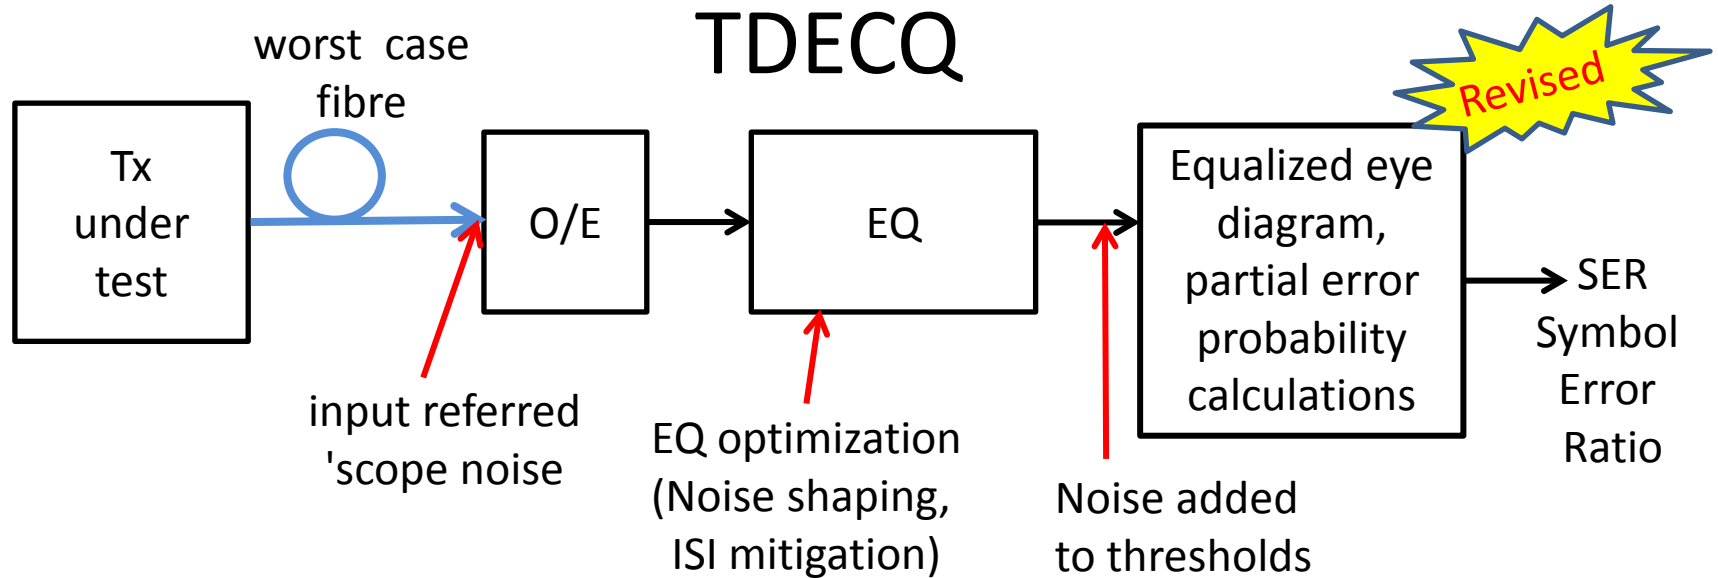 TDECQ
Revised
worst case
fibre
Tx
under
test
O/E
EQ
Equalized eye
diagram,
partial error
probability
calculations
SER
Symbol
Error
Ratio
input referred
'scope noise
EQ optimization
(Noise shaping,
ISI mitigation)
Noise added
to thresholds